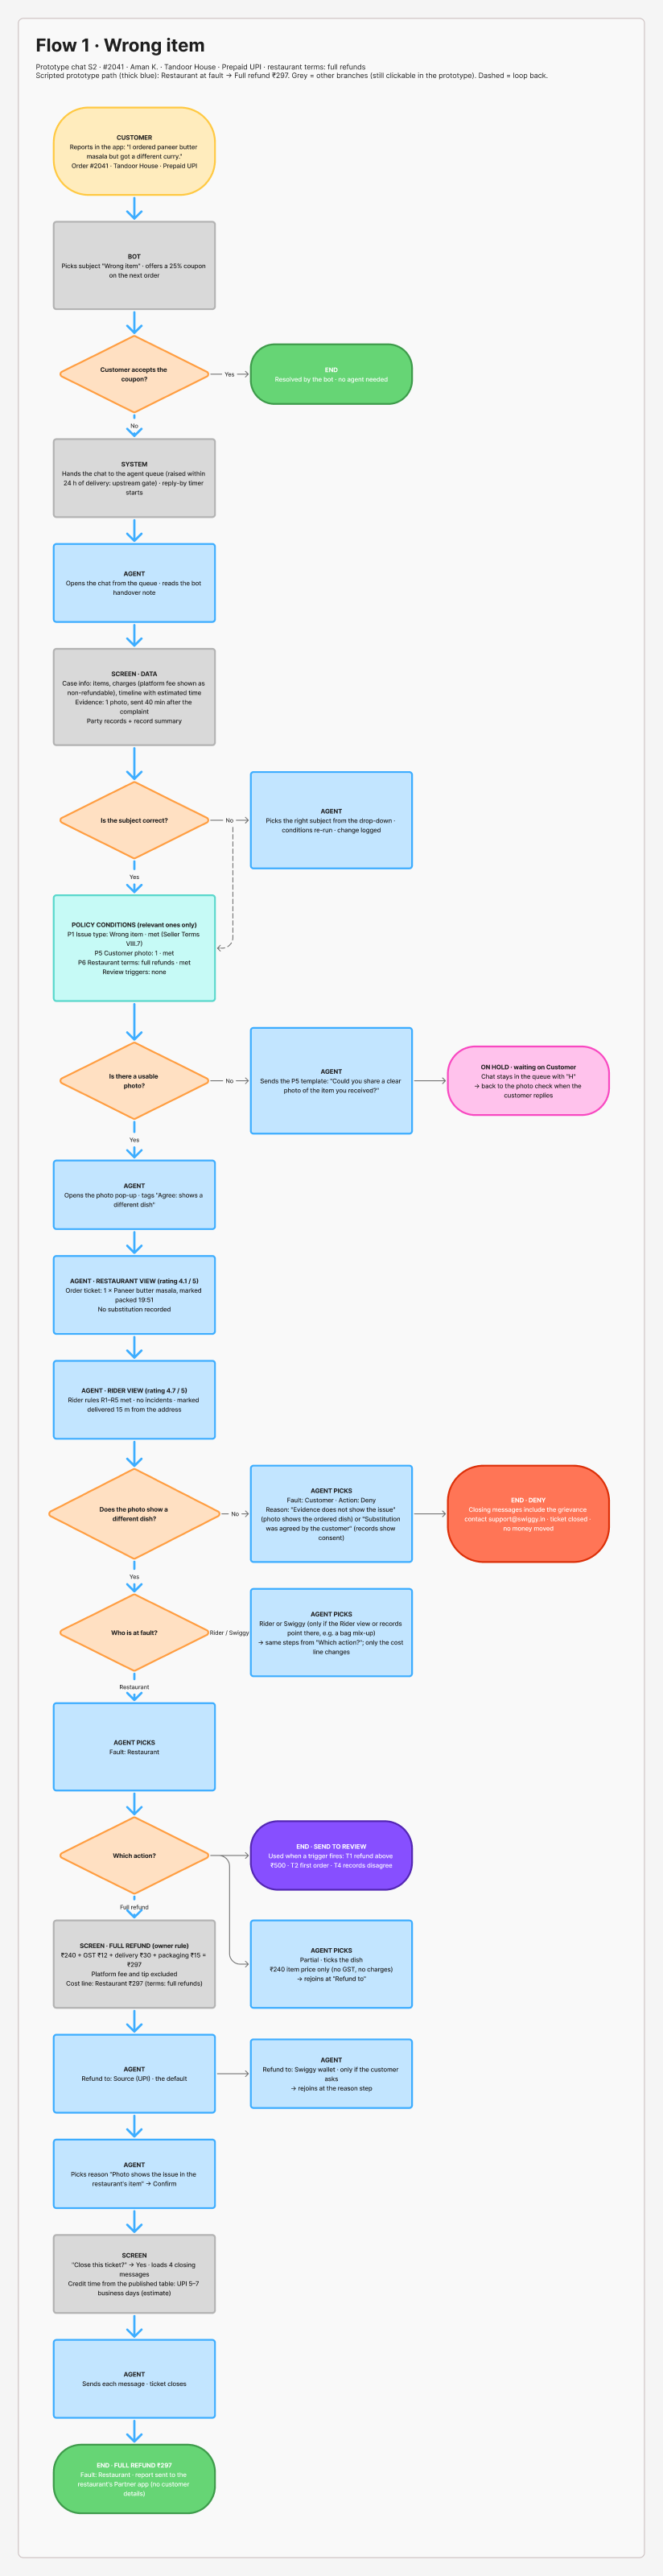 Flow 1 · Wrong item
Prototype chat S2 · #2041 · Aman K. · Tandoor House · Prepaid UPI · restaurant terms: full refunds
Scripted prototype path (thick blue): Restaurant at fault → Full refund ₹297. Grey = other branches (still clickable in the prototype). Dashed = loop back.
CUSTOMER
Reports in the app: "I ordered paneer butter
masala but got a different curry."
Order #2041 · Tandoor House · Prepaid UPI
BOT
Picks subject "Wrong item" · offers a 25% coupon
on the next order
Customer accepts the
coupon?
Yes
END
Resolved by the bot · no agent needed
No
SYSTEM
Hands the chat to the agent queue (raised within
24 h of delivery: upstream gate) · reply-by timer
starts
AGENT
Opens the chat from the queue · reads the bot
handover note
SCREEN · DATA
Case info: items, charges (platform fee shown as
non-refundable), timeline with estimated time
Evidence: 1 photo, sent 40 min after the
complaint
Party records + record summary
Is the subject correct?
No
AGENT
Picks the right subject from the drop-down ·
conditions re-run · change logged
Yes
POLICY CONDITIONS (relevant ones only)
P1 Issue type: Wrong item · met (Seller Terms
VIII.7)
P5 Customer photo: 1 · met
P6 Restaurant terms: full refunds · met
Review triggers: none
Is there a usable
photo?
No
AGENT
Sends the P5 template: "Could you share a clear
photo of the item you received?"
ON HOLD · waiting on Customer
Chat stays in the queue with "H"
→ back to the photo check when the
customer replies
Yes
AGENT
Opens the photo pop-up · tags "Agree: shows a
different dish"
AGENT · RESTAURANT VIEW (rating 4.1 / 5)
Order ticket: 1 × Paneer butter masala, marked
packed 19:51
No substitution recorded
AGENT · RIDER VIEW (rating 4.7 / 5)
Rider rules R1–R5 met · no incidents · marked
delivered 15 m from the address
Does the photo show a
different dish?
No
AGENT PICKS
Fault: Customer · Action: Deny
Reason: "Evidence does not show the issue"
(photo shows the ordered dish) or "Substitution
was agreed by the customer" (records show
consent)
END · DENY
Closing messages include the grievance
contact support@swiggy.in · ticket closed ·
no money moved
Yes
Who is at fault?
Rider / Swiggy
AGENT PICKS
Rider or Swiggy (only if the Rider view or records
point there, e.g. a bag mix-up)
→ same steps from "Which action?"; only the cost
line changes
Restaurant
AGENT PICKS
Fault: Restaurant
Which action?
END · SEND TO REVIEW
Used when a trigger fires: T1 refund above
₹500 · T2 first order · T4 records disagree
Full refund
SCREEN · FULL REFUND (owner rule)
₹240 + GST ₹12 + delivery ₹30 + packaging ₹15 =
₹297
Platform fee and tip excluded
Cost line: Restaurant ₹297 (terms: full refunds)
AGENT PICKS
Partial · ticks the dish
₹240 item price only (no GST, no charges)
→ rejoins at "Refund to"
AGENT
Refund to: Source (UPI) · the default
AGENT
Refund to: Swiggy wallet · only if the customer
asks
→ rejoins at the reason step
AGENT
Picks reason "Photo shows the issue in the
restaurant's item" → Confirm
SCREEN
"Close this ticket?" → Yes · loads 4 closing
messages
Credit time from the published table: UPI 5–7
business days (estimate)
AGENT
Sends each message · ticket closes
END · FULL REFUND ₹297
Fault: Restaurant · report sent to the
restaurant's Partner app (no customer
details)